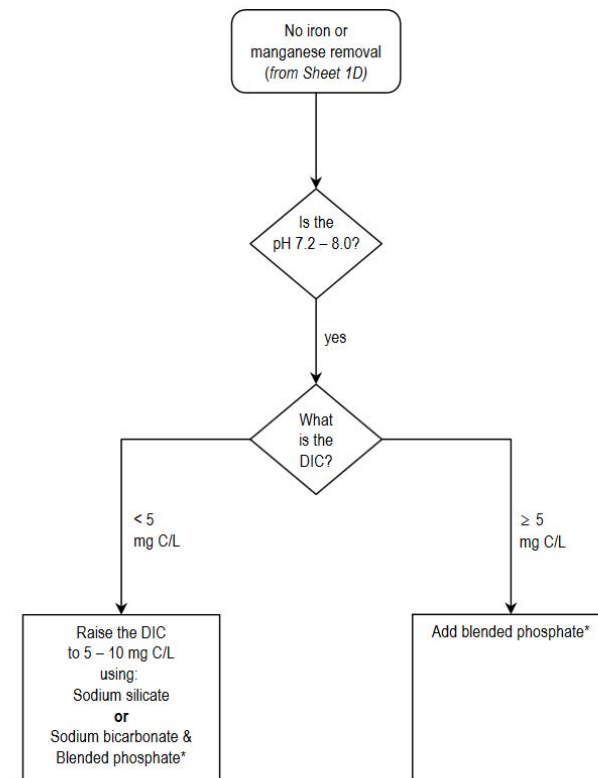 No iron or
manganese removal
(from Sheet 1D)
Is the
pH 7.2 – 8.0?
yes
What
is the
DIC?
< 5
mg C/L
≥ 5
mg C/L
Raise the DIC
to 5 – 10 mg C/L
using:
Sodium silicate
or
Sodium bicarbonate &
Blended phosphate*
Add blended phosphate*